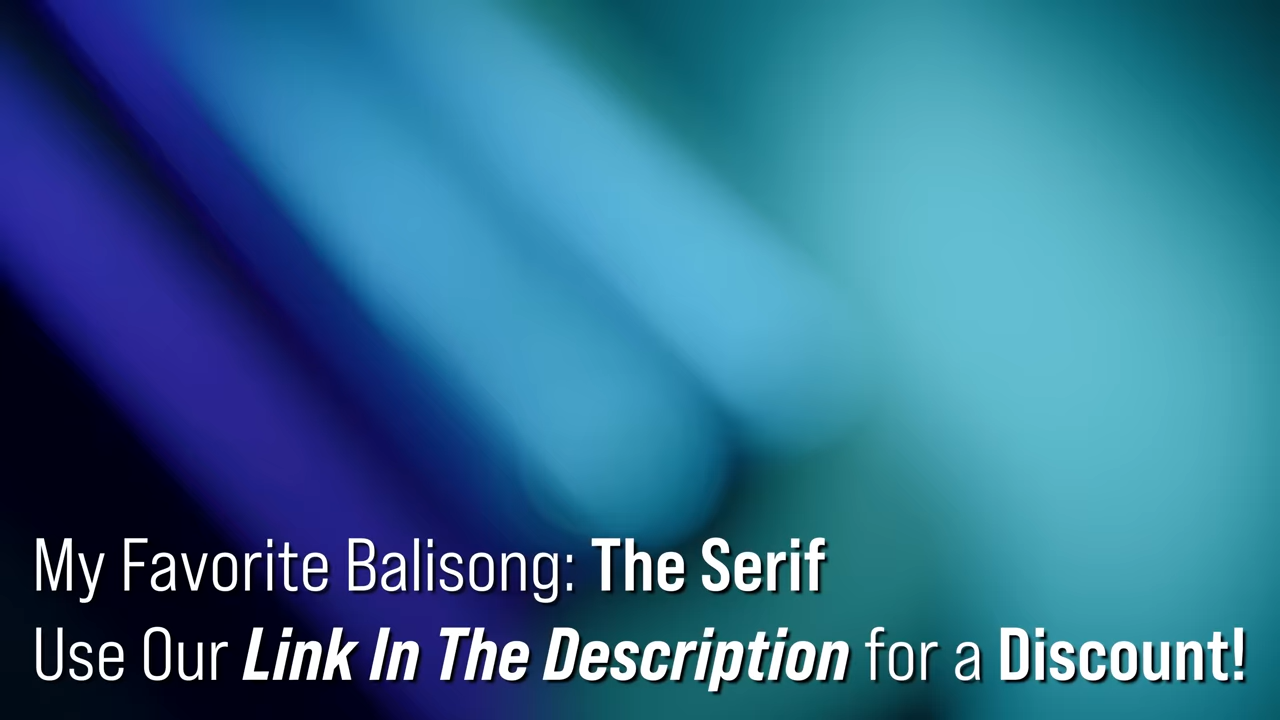 My Favorite Balisong: The Serif
Use Our Link In The Description for a Discount!